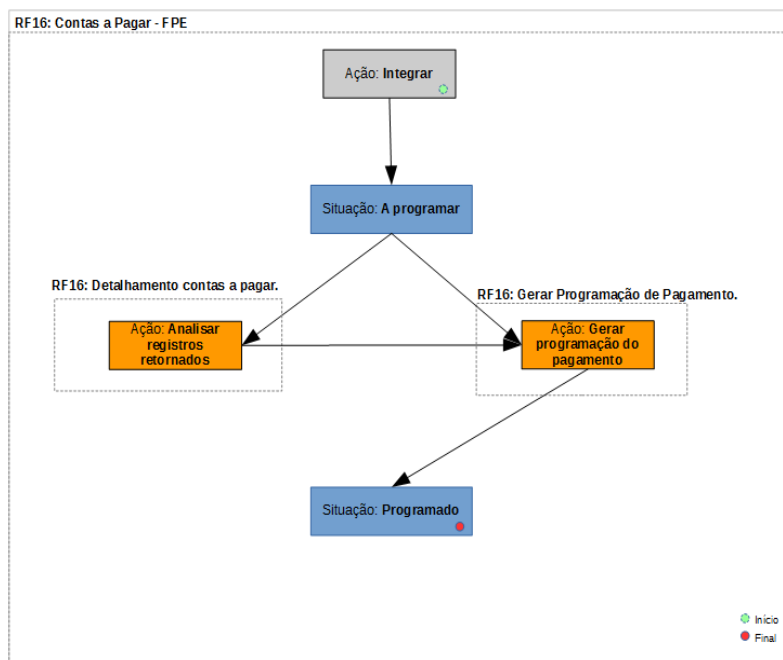 RF16: Contas a Pagar - FPE
Ação: Integrar
Situação: A programar
RF16: Detalhamento contas a pagar.
RF16: Gerar Programação de Pagamento.
Ação: Analisar
registros
retornados
Ação: Gerar
programação do
pagamento
Situação: Programado
Início
Final